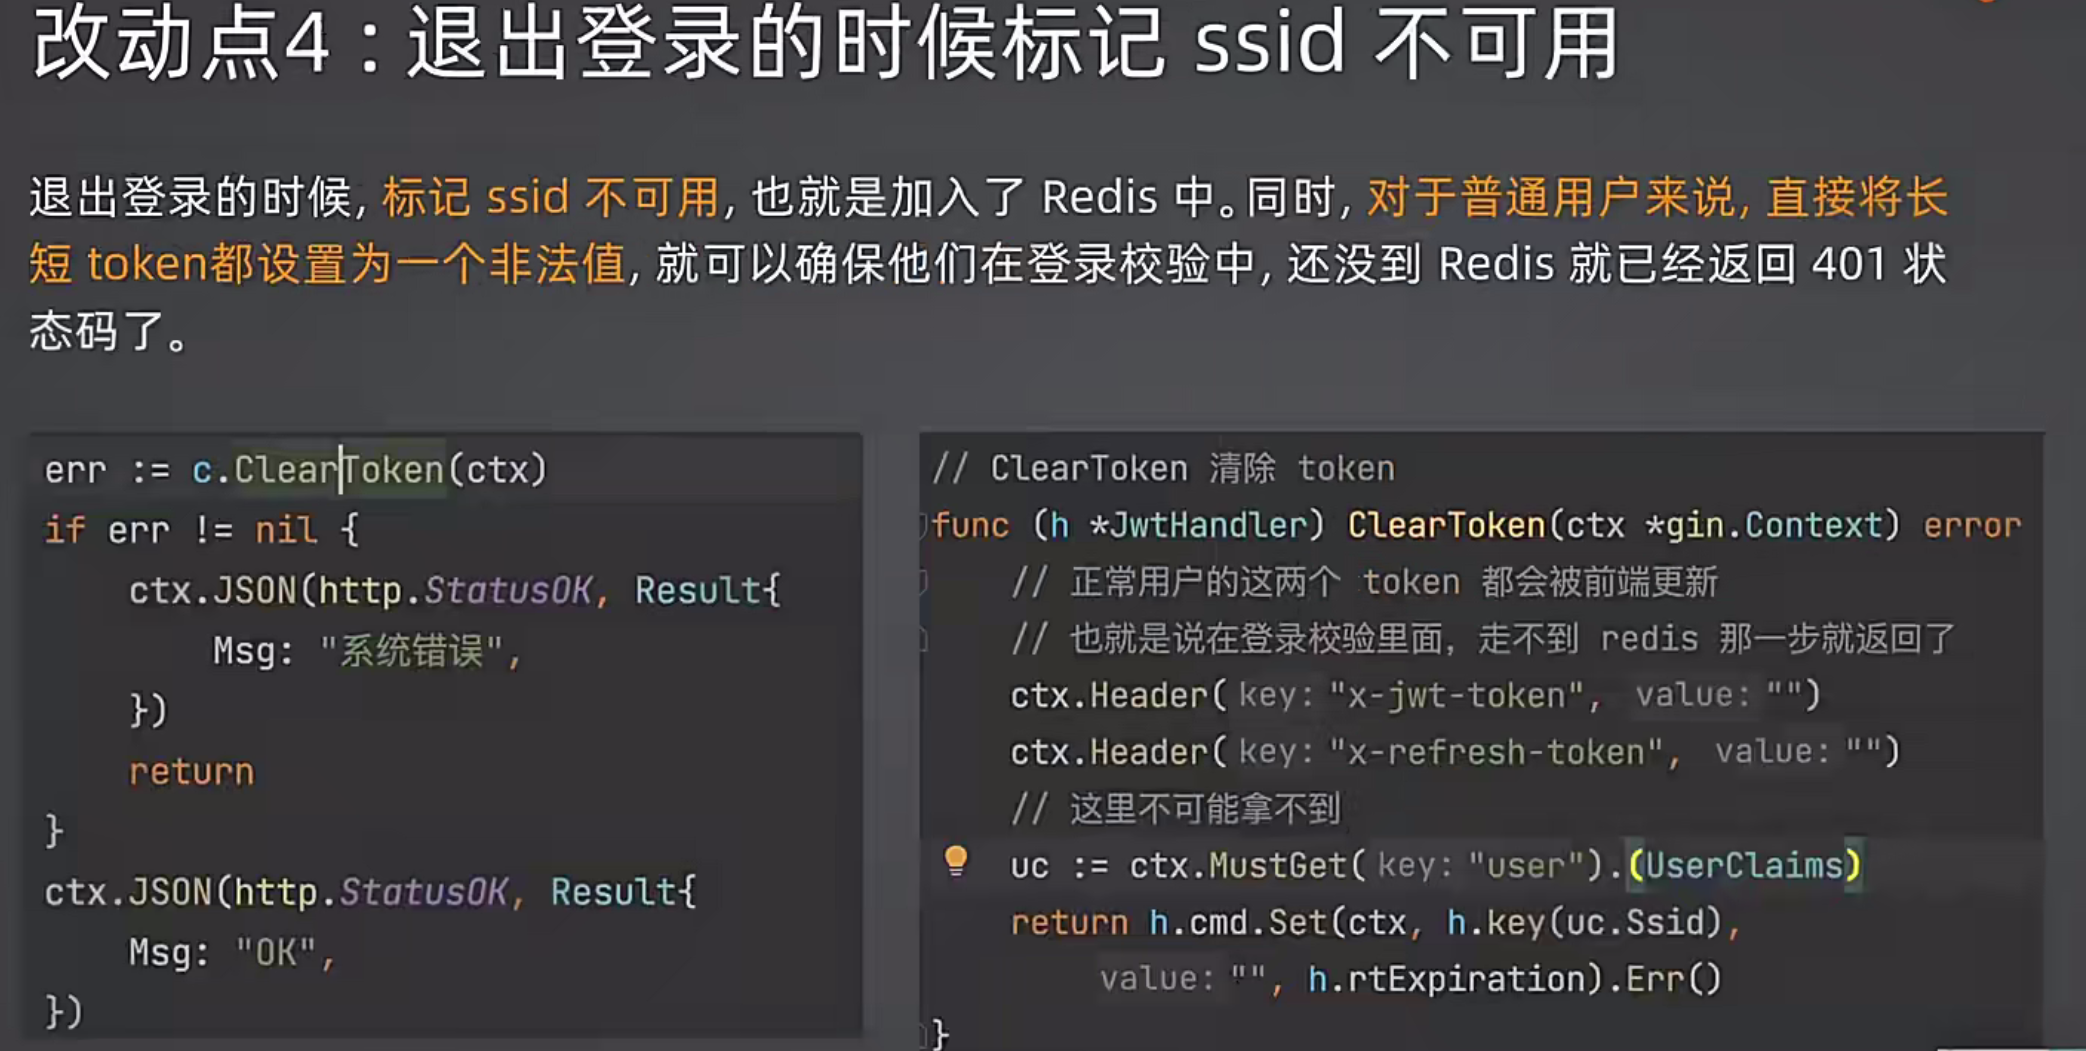 改动点4：退出登录的时候标记 ssid 不可用
退出登录的时候, 标记 ssid 不可用, 也就是加入了 Redis 中。同时, 对于普通用户来说, 直接将长
短 token都设置为一个非法值, 就可以确保他们在登录校验中, 还没到 Redis 就已经返回 401 状
态码了。
err := c.ClearToken(ctx)
if err != nil {
ctx.JSON(http.StatusOK, Result{
Msg: "系统错误",
})
return
}
ctx.JSON(http.StatusOK, Result{
Msg: "OK",
})
// ClearToken 清除 token
func (h *JwtHandler) ClearToken(ctx *gin.Context) error
// 正常用户的这两个 token 都会被前端更新
// 也就是说在登录校验里面，走不到 redis 那一步就返回了
ctx.Header( key: "x-jwt-token", value: "")
ctx.Header( key: "x-refresh-token", value: "")
// 这里不可能拿不到
uc := ctx.MustGet( key: "user").(UserClaims)
return h.cmd.Set(ctx, h.key(uc.Ssid),
value: "", h.rtExpiration).Err()
}